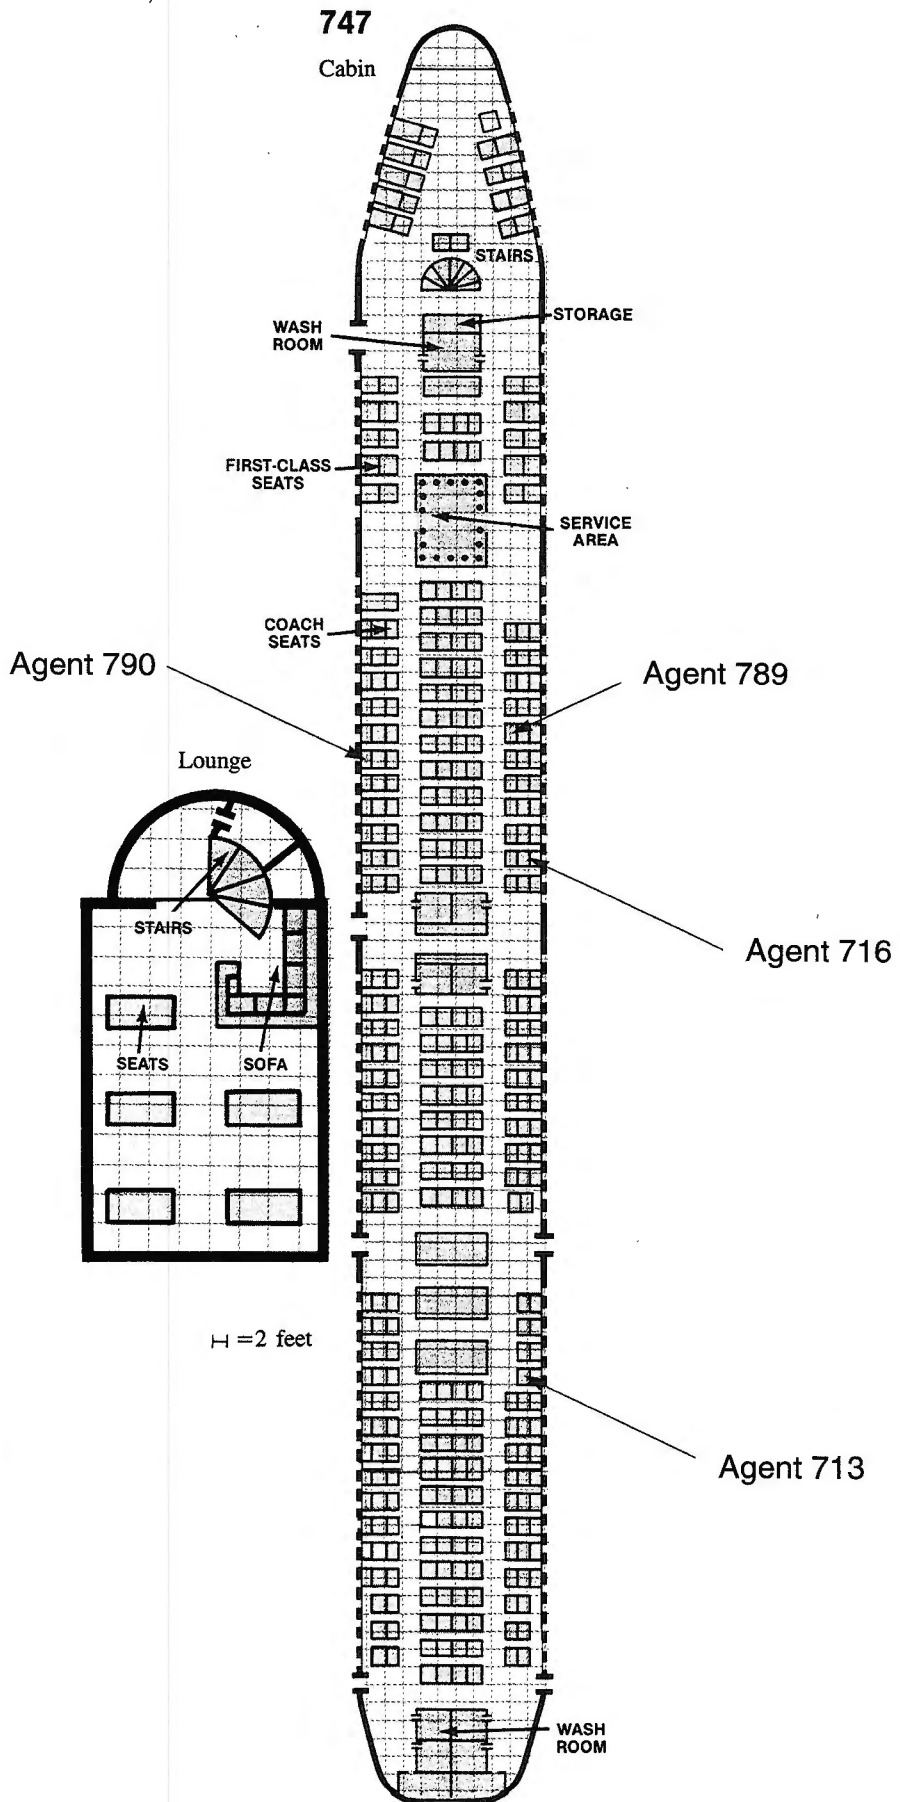 747
Cabin
STAIRS
STORAGE
WASH
ROOM
FIRST-CLASS
SEATS
SERVICE
AREA
COACH
SEATS
Agent 790
Agent 789
Lounge
STAIRS
Agent 716
SEATS
SOFA
=2 feet
Agent 713
WASH
ROOM